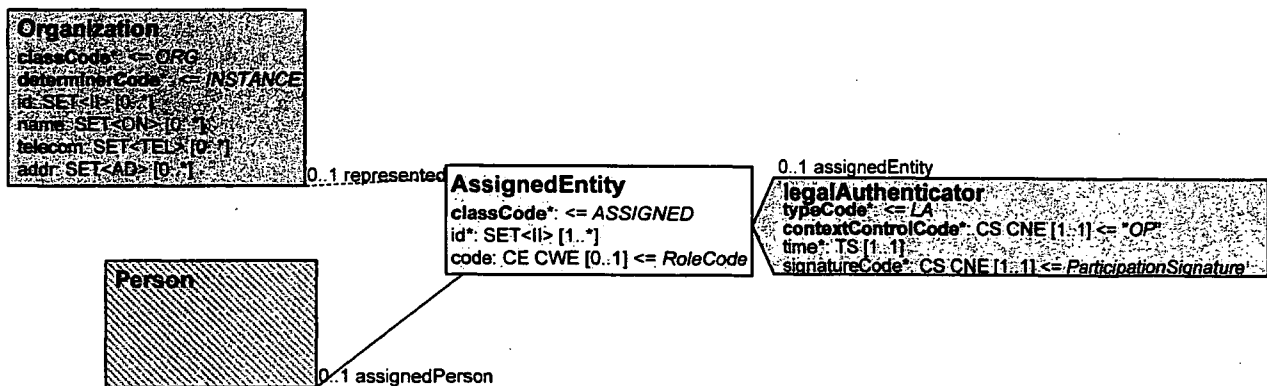 Organization
classCode*: <= ORG
determinerCode*: <= INSTANCE
id: SET<II> [0..*]
name: SET<ON> [0..*]
telecom: SET<TEL> [0..*]
addr: SET<AD> [0..*]
0..1 represented
AssignedEntity
classCode*: <= ASSIGNED
id*: SET<II> [1..*]
code: CE CWE [0..1] <= RoleCode
0..1 assignedEntity
legalAuthenticator
typeCode*: <= LA
contextControlCode*: CS CNE [1..1] <= "OP"
time*: TS [1..1]
signatureCode*: CS CNE [1..1] <= ParticipationSignature
Person
0..1 assignedPerson